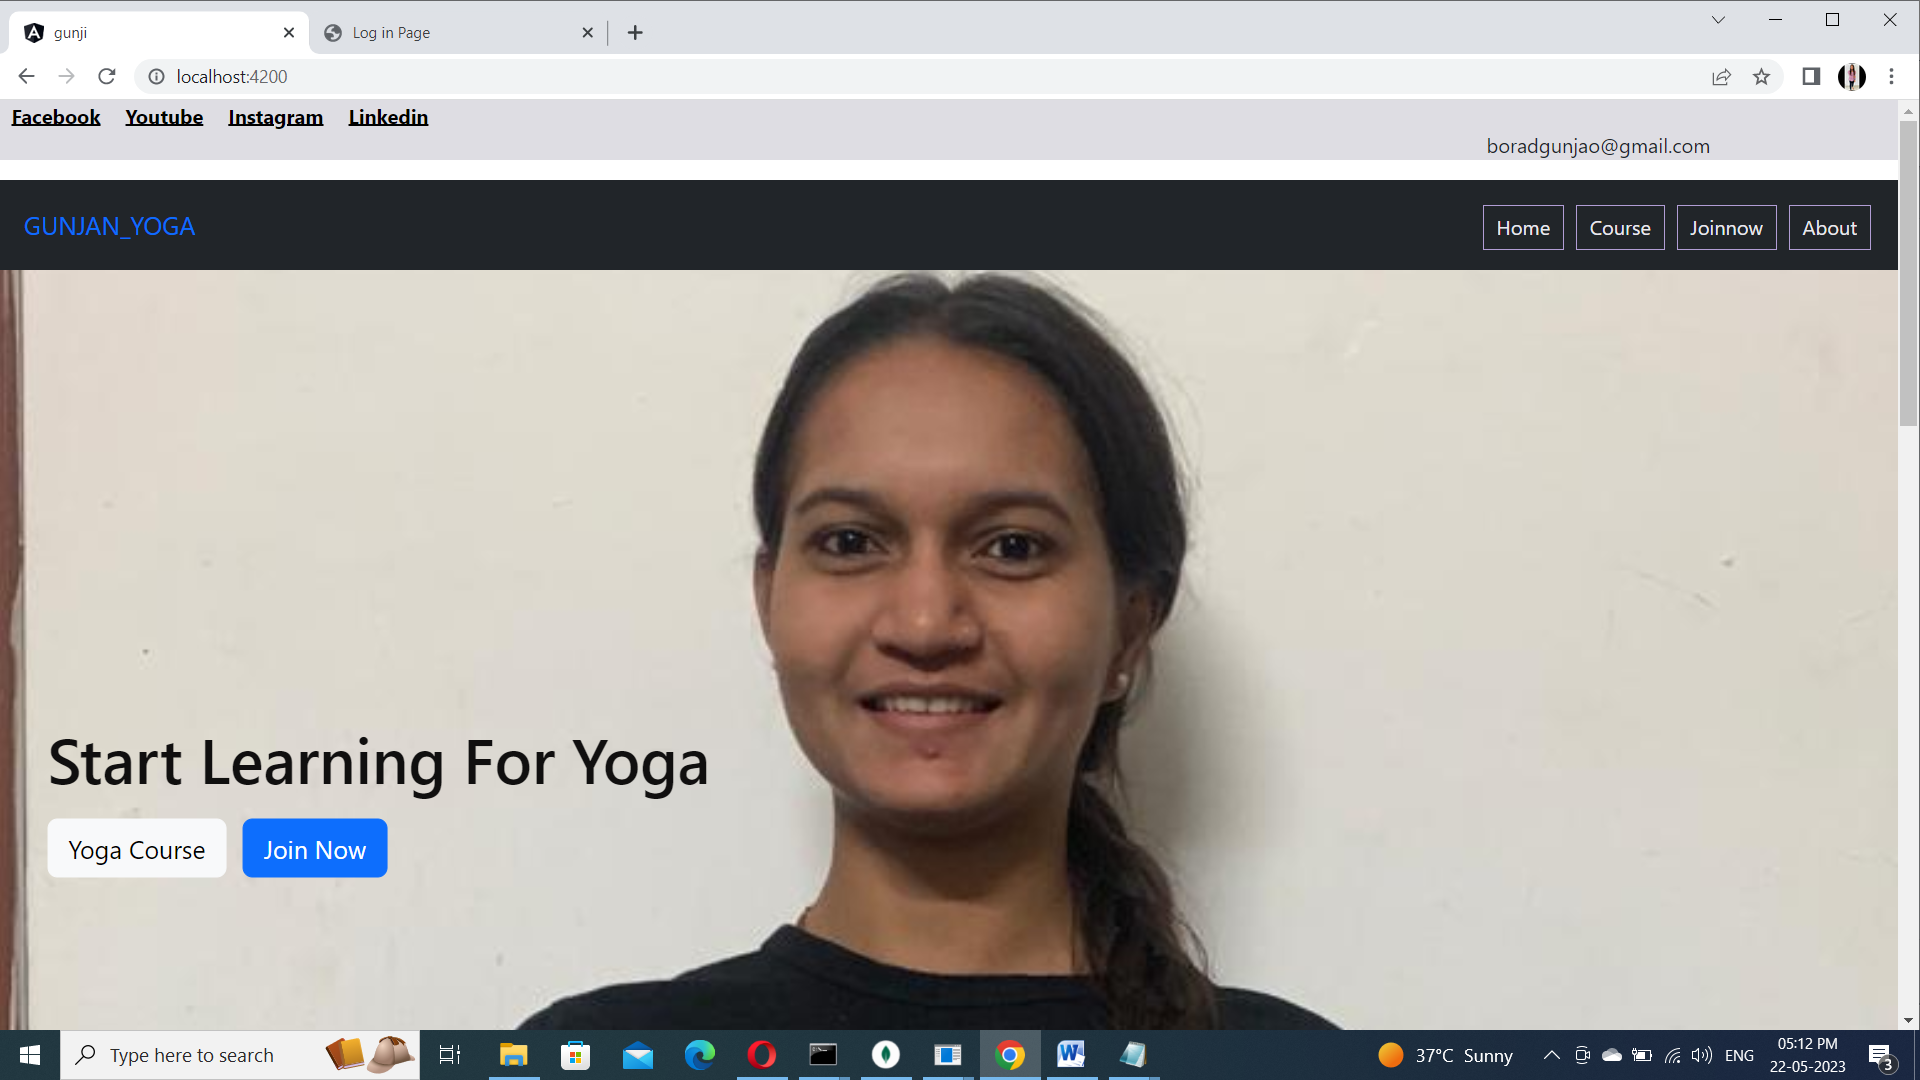 gunji
Log in Page
localhost:4200
Facebook Youtube Instagram Linkedin
boradgunjao@gmail.com
GUNJAN_YOGA
Home Course Joinnow About
Start Learning For Yoga
Yoga Course Join Now
Type here to search
37°C Sunny
ENG
05:12 PM
22-05-2023
3